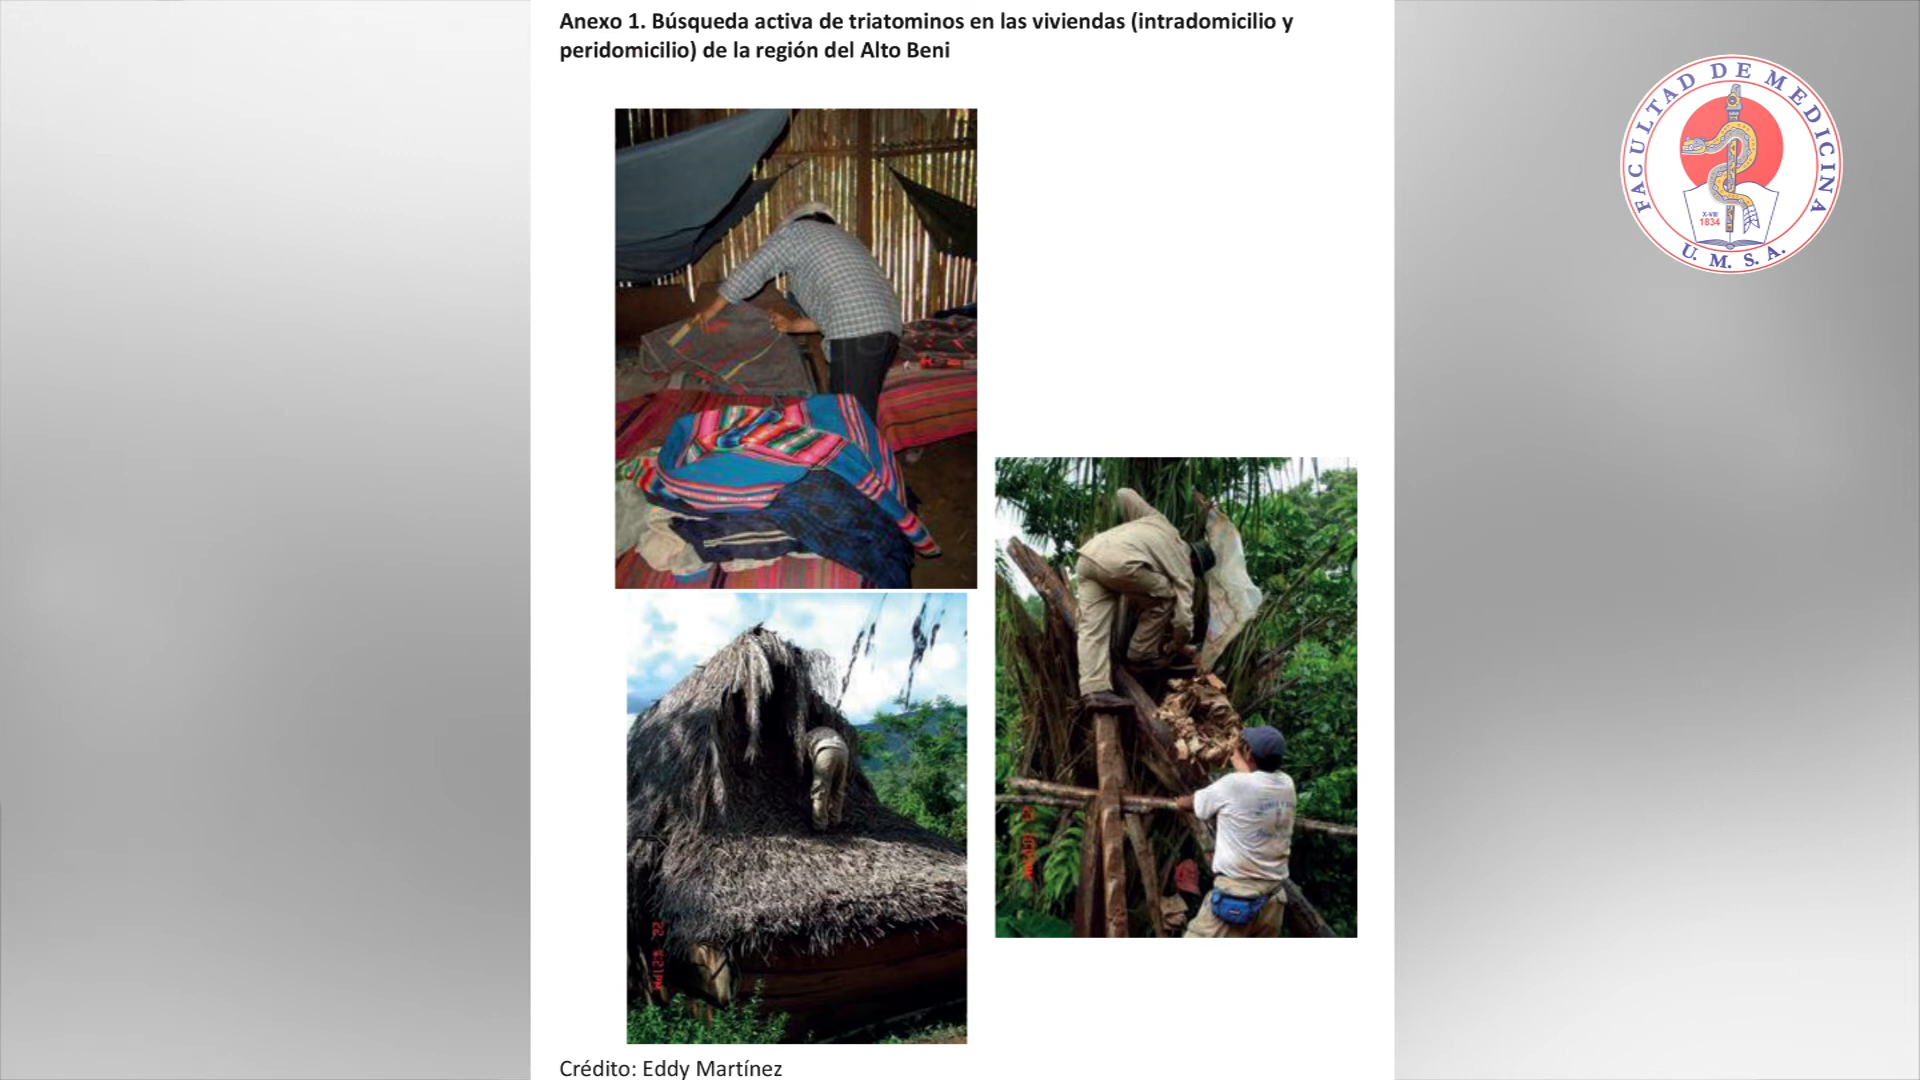 Anexo 1. Búsqueda activa de triatominos en las viviendas (intradomicilio y
peridomicilio) de la región del Alto Beni
FACULTAD DE MEDICINA
X-VIII
1834
U. M. S. A.
Crédito: Eddy Martínez